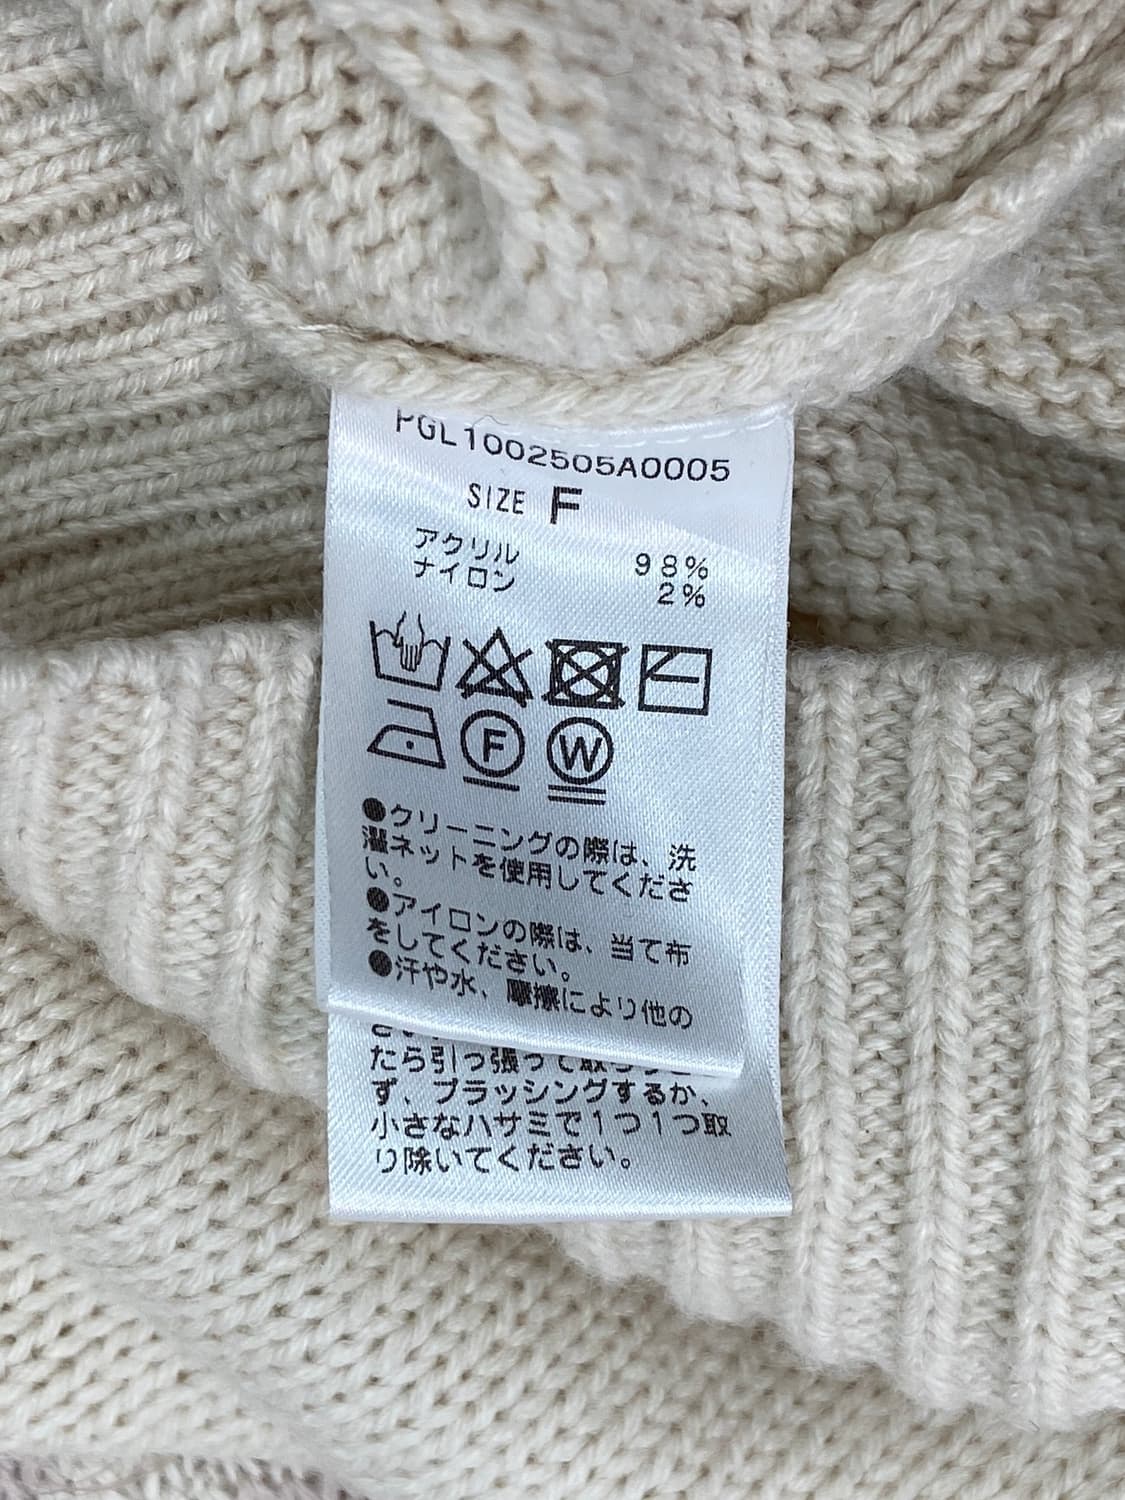 PGL1002505A0005
SIZE F
アクリル 98%
ナイロン 2%
F W
●クリーニングの際は、洗
濯ネットを使用してくださ
い。
●アイロンの際は、当て布
をしてください。
●汗や水、摩擦により他の
たら引っ張って取
ず、ブラッシングするか、
小さなハサミで1つ1つ取
り除いてください。